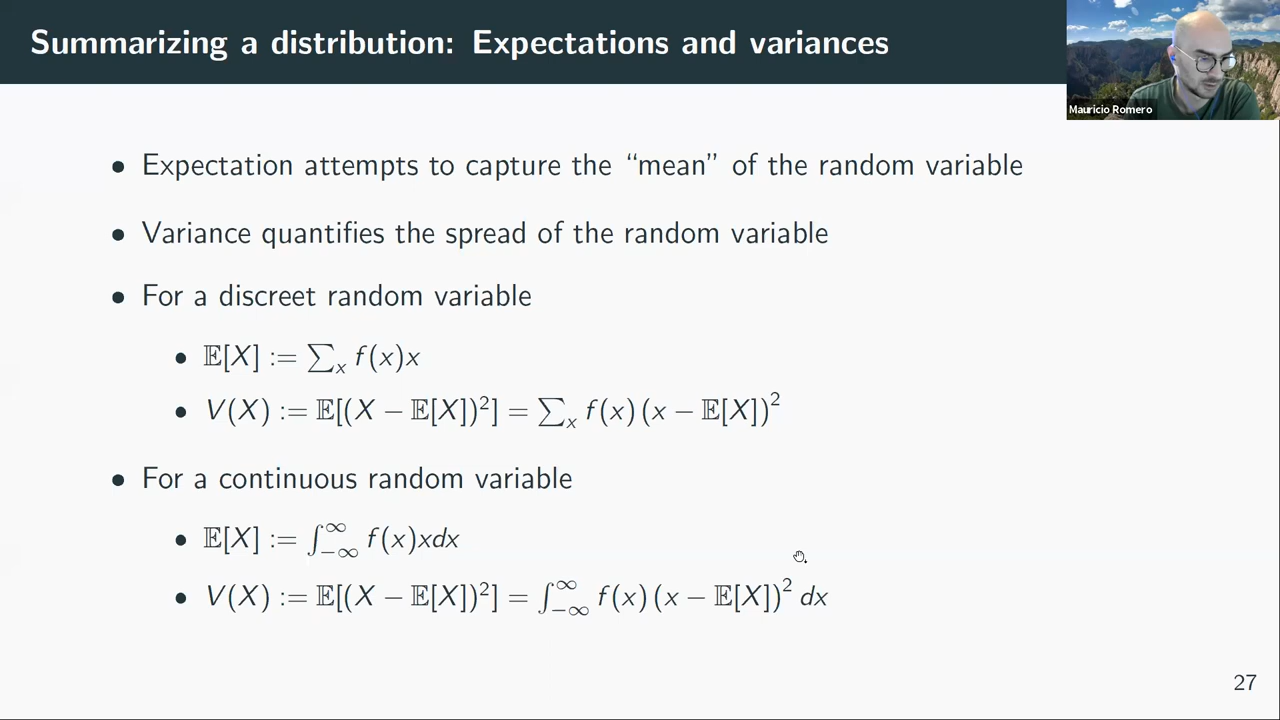 Summarizing a distribution: Expectations and variances
Mauricio Romero
• Expectation attempts to capture the “mean” of the random variable
• Variance quantifies the spread of the random variable
• For a discreet random variable
• 𝔼[X] := ∑ₓ f(x)x
• V(X) := 𝔼[(X − 𝔼[X])²] = ∑ₓ f(x) (x − 𝔼[X])²
• For a continuous random variable
• 𝔼[X] := ∫_{−∞}^{∞} f(x)xdx
• V(X) := 𝔼[(X − 𝔼[X])²] = ∫_{−∞}^{∞} f(x) (x − 𝔼[X])² dx
27